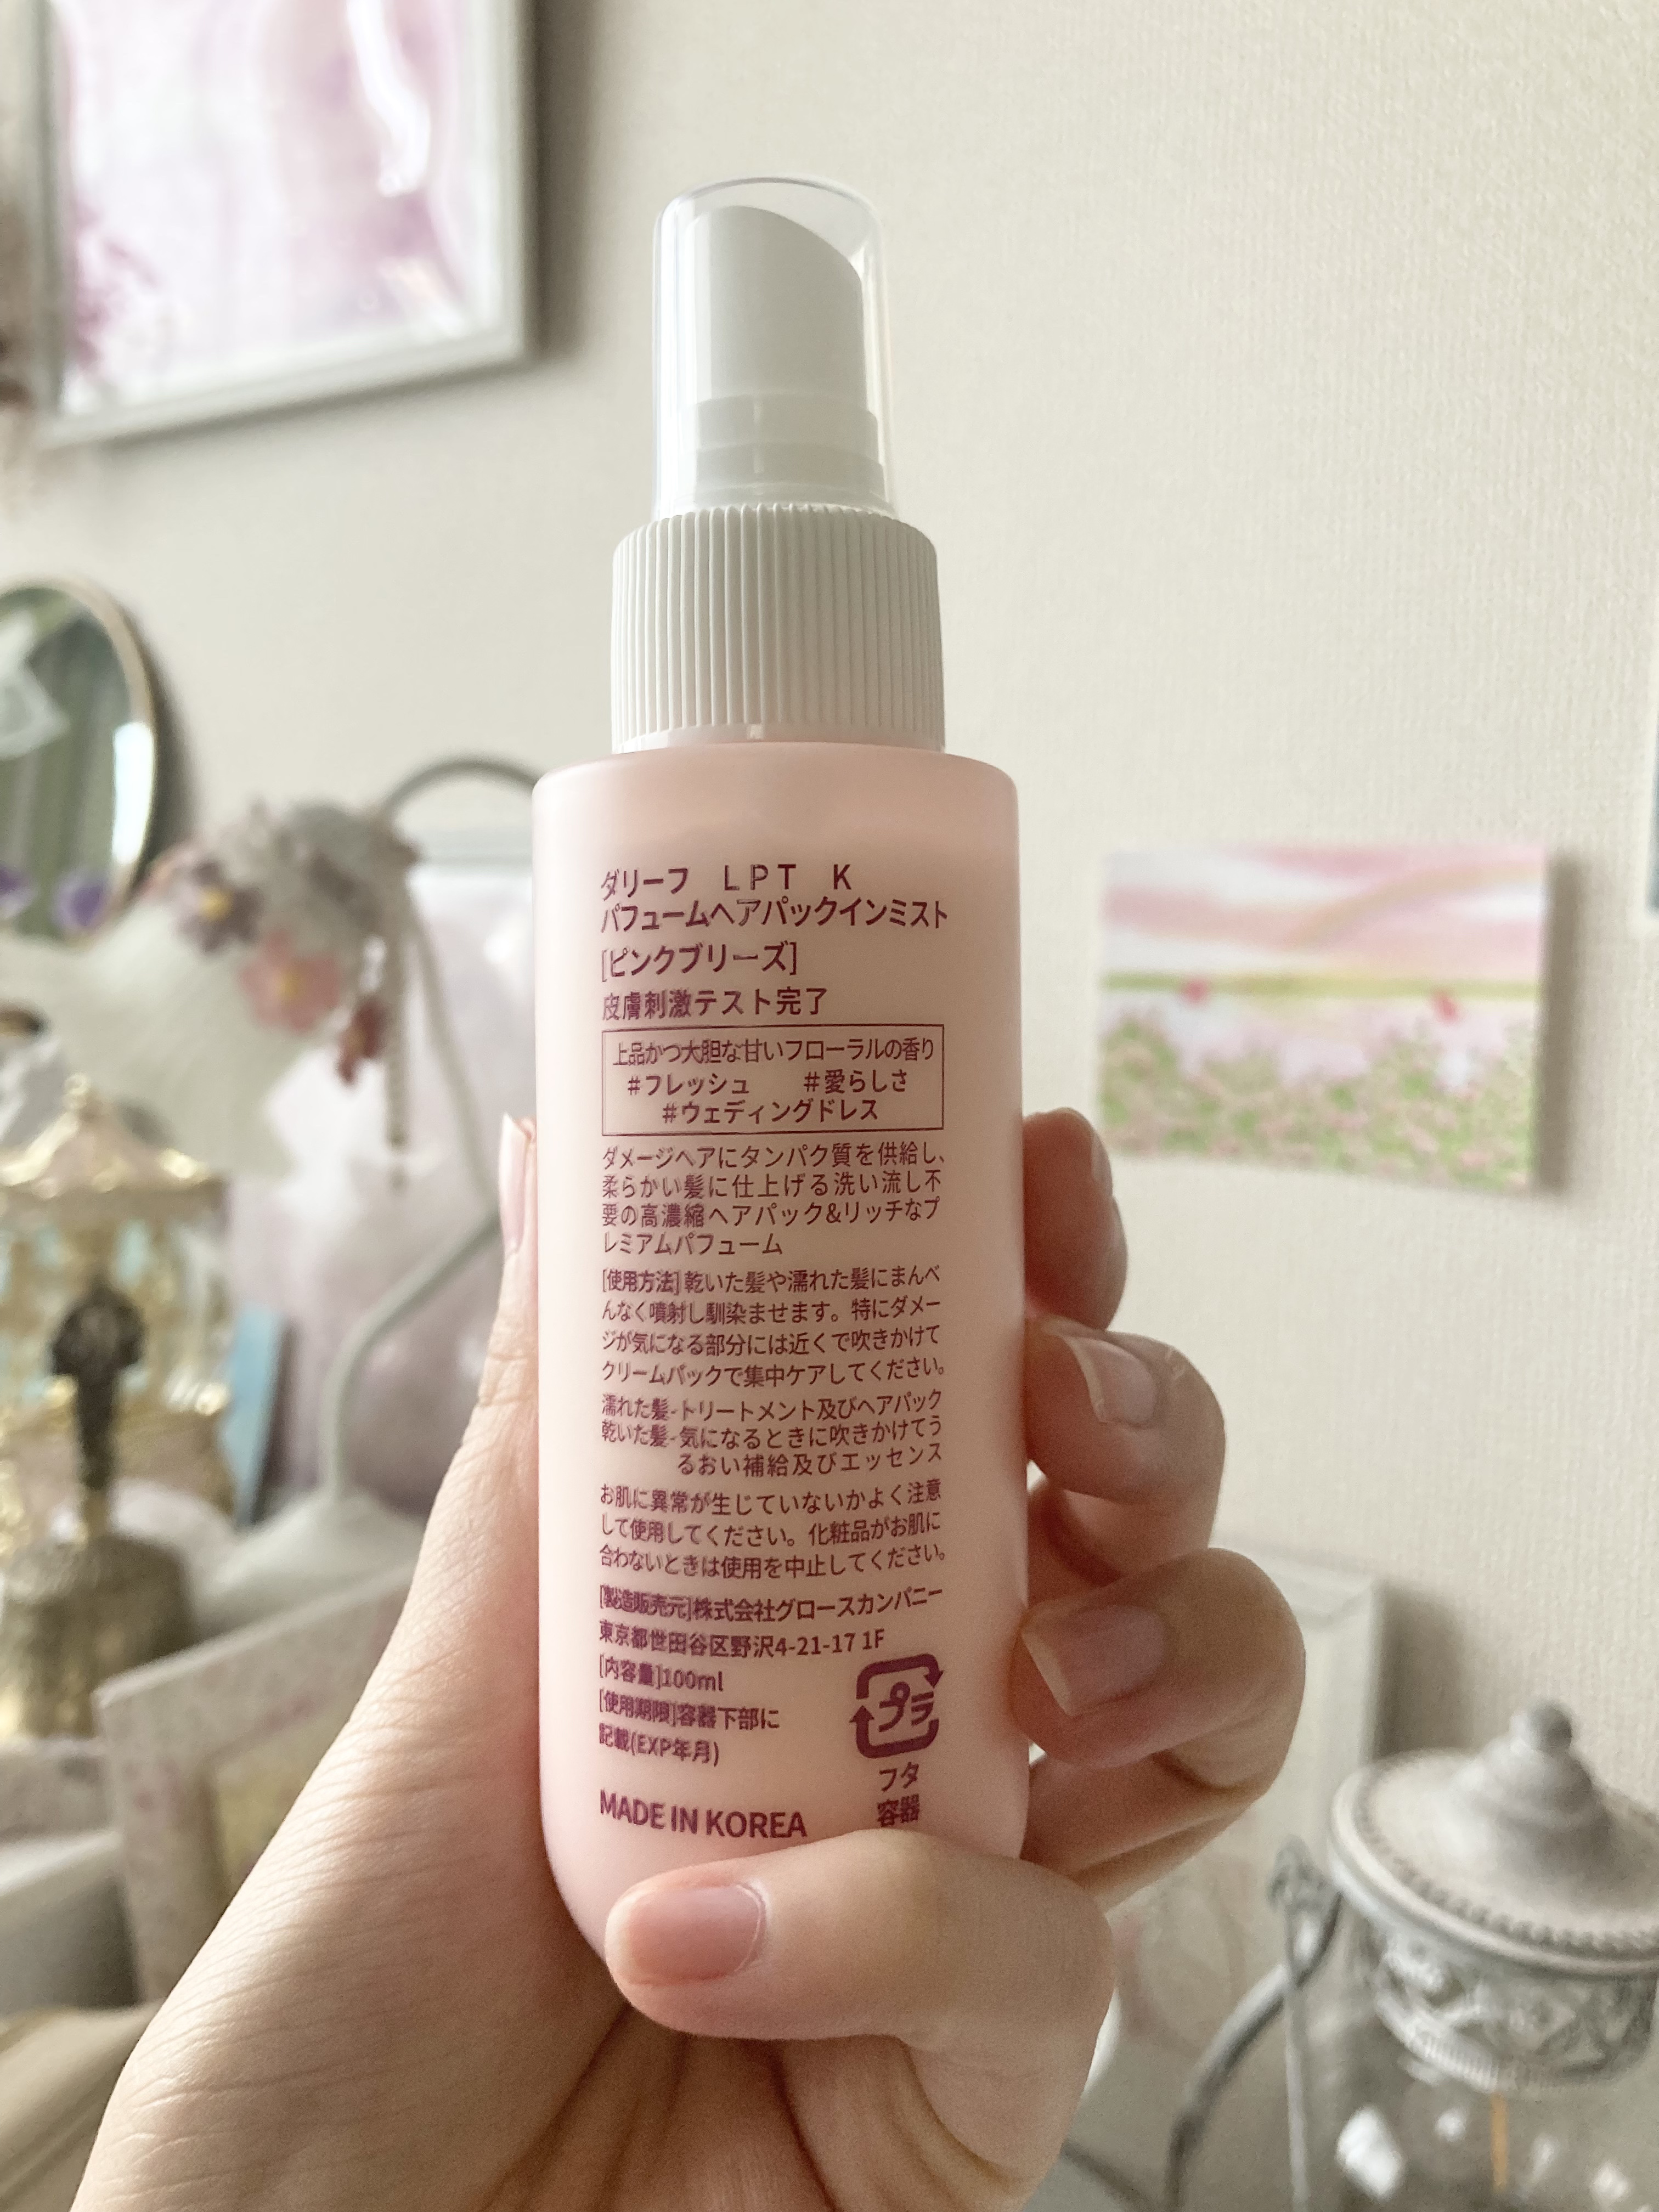 ダリーフ LPT K
パフュームヘアパックインミスト
[ピンクブリーズ]
皮膚刺激テスト完了
上品かつ大胆な甘いフローラルの香り
#フレッシュ #愛らしさ
#ウェディングドレス
ダメージヘアにタンパク質を供給し、
柔らかい髪に仕上げる洗い流し不
要の高濃縮ヘアパック&リッチなプ
レミアムパフューム
[使用方法]乾いた髪や濡れた髪にまんべ
んなく噴射し馴染ませます。特にダメー
ジが気になる部分には近くで吹きかけて
クリームパックで集中ケアしてください。
濡れた髪-トリートメント及びヘアパック
乾いた髪-気になるときに吹きかけてう
るおい補給及びエッセンス
お肌に異常が生じていないかよく注意
して使用してください。化粧品がお肌に
合わないときは使用を中止してください。
[製造販売元]株式会社グロースカンパニー
東京都世田谷区野沢4-21-17 1F
[内容量]100ml
[使用期限]容器下部に
記載(EXP年月)
プラ
フタ
容器
MADE IN KOREA